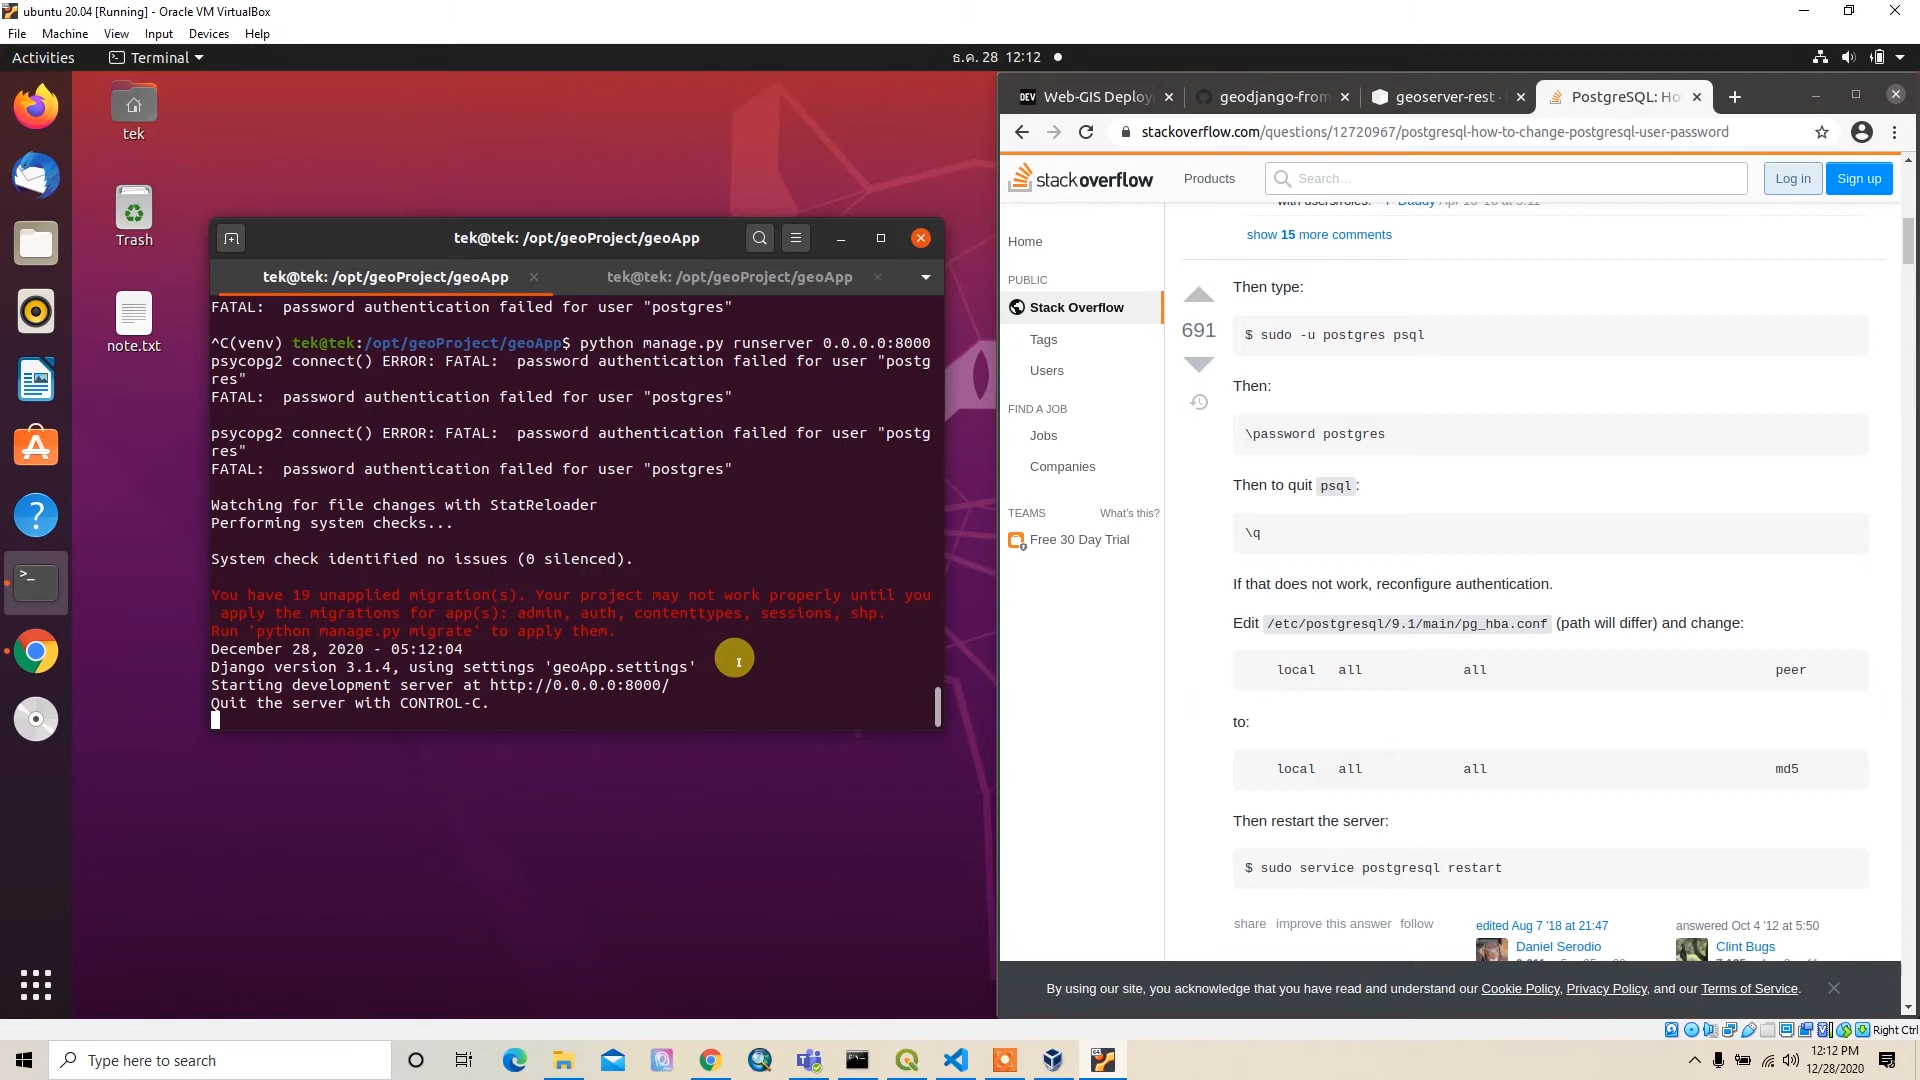 ubuntu 20.04 [Running] - Oracle VM VirtualBox
File Machine View Input Devices Help
Activities Terminal ธ.ค. 28 12:12
tek
Trash
note.txt
tek@tek: /opt/geoProject/geoApp
tek@tek: /opt/geoProject/geoApp tek@tek: /opt/geoProject/geoApp
FATAL:  password authentication failed for user "postgres"
^C(venv) tek@tek:/opt/geoProject/geoApp$ python manage.py runserver 0.0.0.0:8000
psycopg2 connect() ERROR: FATAL:  password authentication failed for user "postg
res"
FATAL:  password authentication failed for user "postgres"
psycopg2 connect() ERROR: FATAL:  password authentication failed for user "postg
res"
FATAL:  password authentication failed for user "postgres"
Watching for file changes with StatReloader
Performing system checks...
System check identified no issues (0 silenced).
You have 19 unapplied migration(s). Your project may not work properly until you
apply the migrations for app(s): admin, auth, contenttypes, sessions, shp.
Run 'python manage.py migrate' to apply them.
December 28, 2020 - 05:12:04
Django version 3.1.4, using settings 'geoApp.settings'
Starting development server at http://0.0.0.0:8000/
Quit the server with CONTROL-C.
DEV Web-GIS Deploy geodjango-from geoserver-rest PostgreSQL: Ho
stackoverflow.com/questions/12720967/postgresql-how-to-change-postgresql-user-password
stackoverflow Products Search... Log in Sign up
Home
PUBLIC
Stack Overflow
Tags
Users
FIND A JOB
Jobs
Companies
TEAMS What's this?
Free 30 Day Trial
with users/roles.
show 15 more comments
691
Then type:
$ sudo -u postgres psql
Then:
\password postgres
Then to quit psql:
\q
If that does not work, reconfigure authentication.
Edit /etc/postgresql/9.1/main/pg_hba.conf (path will differ) and change:
local all all peer
to:
local all all md5
Then restart the server:
$ sudo service postgresql restart
share improve this answer follow
edited Aug 7 '18 at 21:47
Daniel Serodio
answered Oct 4 '12 at 5:50
Clint Bugs
By using our site, you acknowledge that you have read and understand our Cookie Policy, Privacy Policy, and our Terms of Service.
Right Ctrl
Type here to search
12:12 PM
12/28/2020